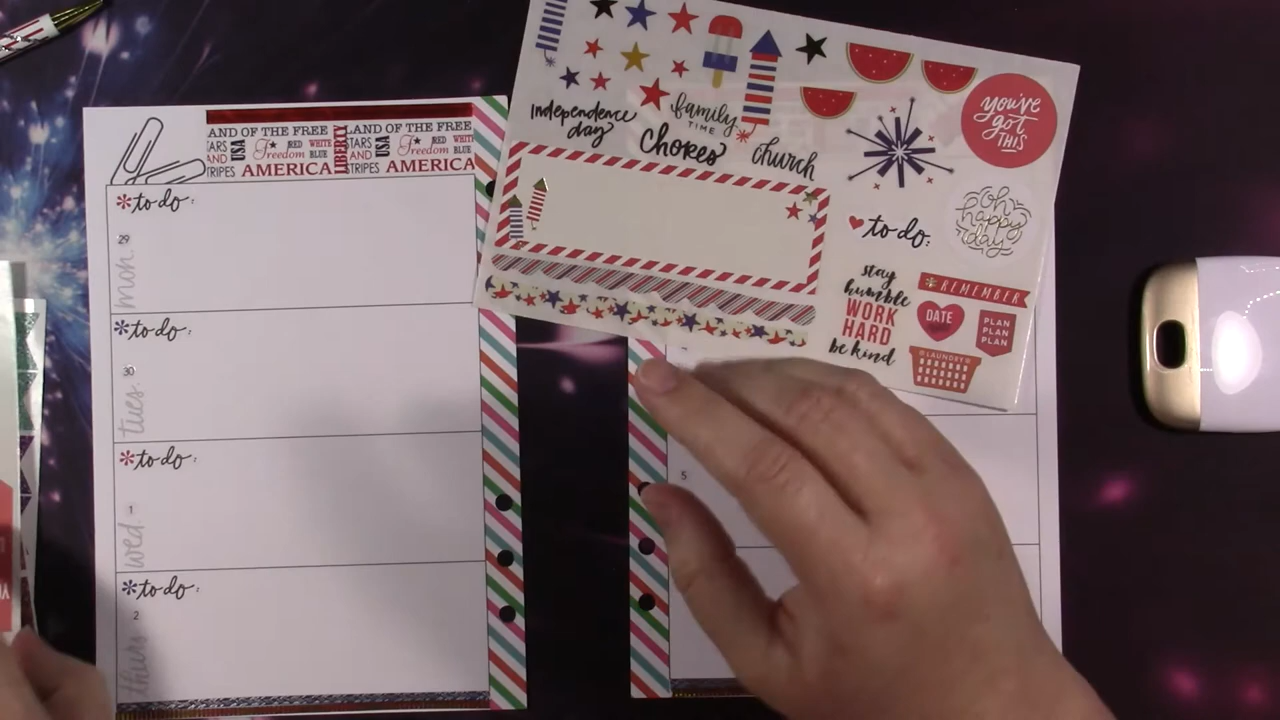 LAND OF THE FREE
STARS AND STRIPES
USA
Freedom
RED WHITE BLUE
AMERICA
LIBERTY
LAND OF THE FREE
STARS AND STRIPES
USA
Freedom
RED WHITE BLUE
AMERICA
*to do:
29
mon.
*to do:
30
tues.
*to do:
1
wed.
*to do:
2
thurs
independence day
family TIME
Chores
church
you've got THIS
to do:
oh happy day
stay humble
WORK HARD
be kind
REMEMBER
DATE
PLAN PLAN PLAN
LAUNDRY
5